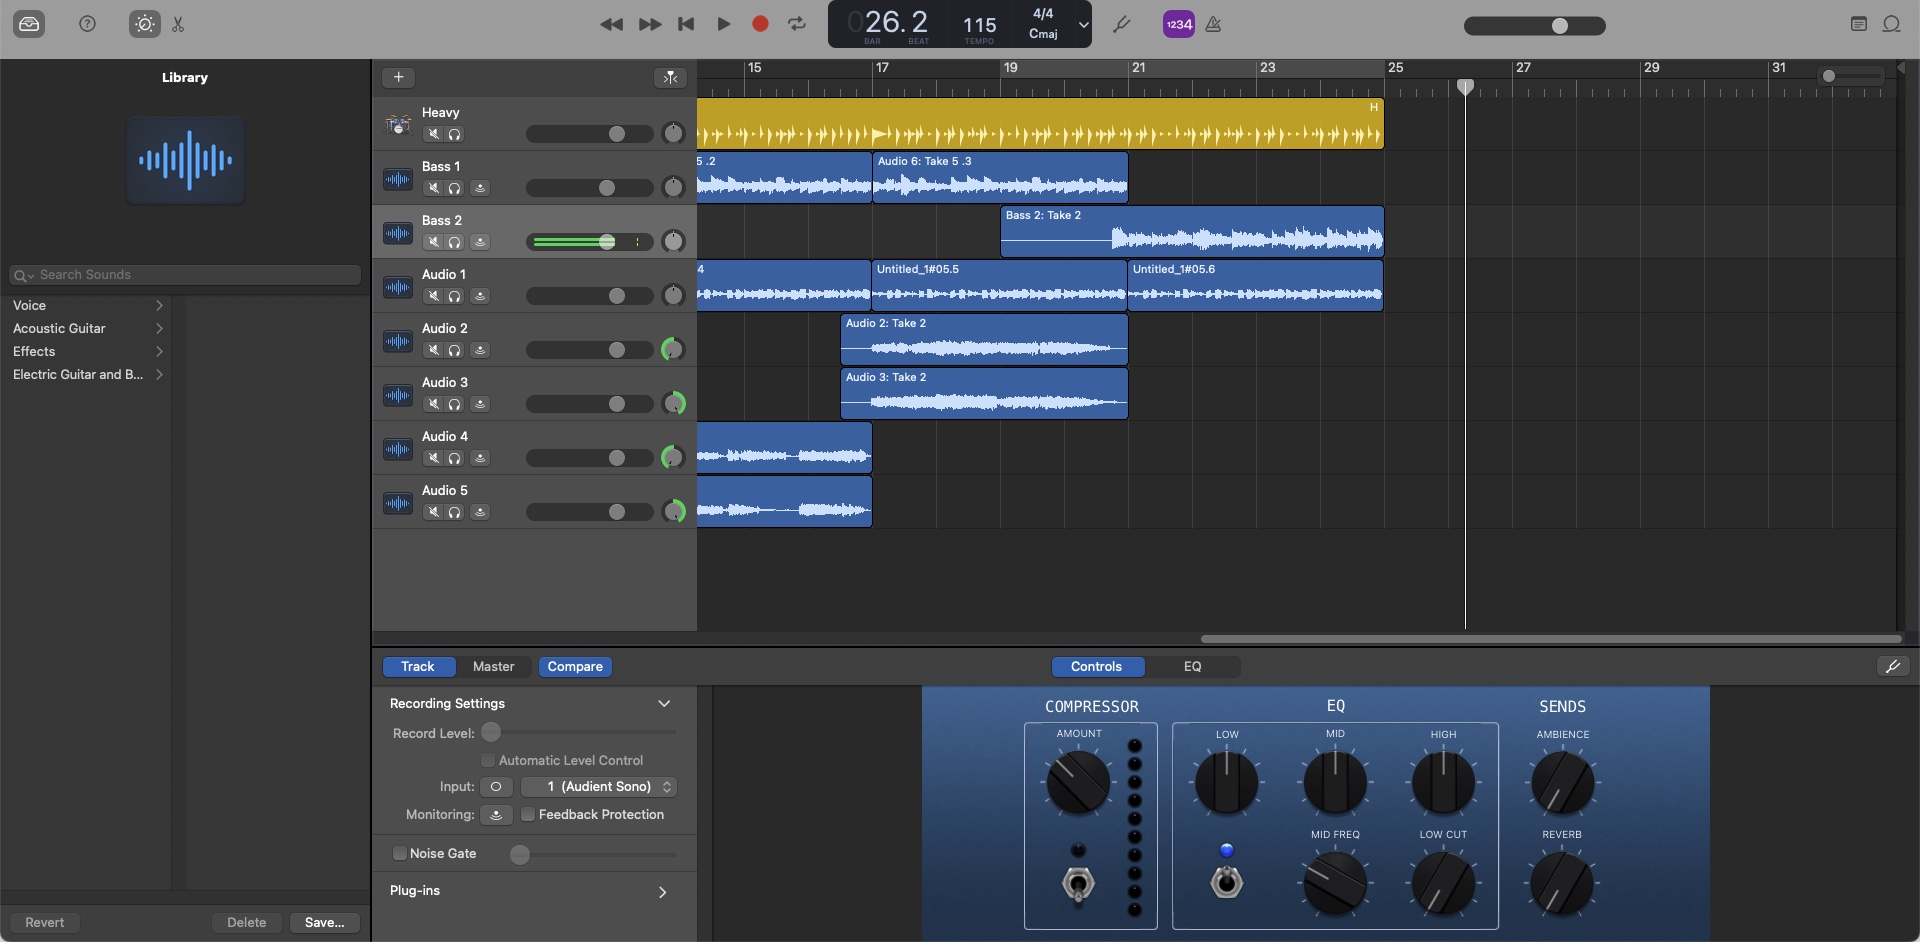 026.2
BAR
BEAT
115
TEMPO
4/4
Cmaj
1234
Library
Search Sounds
Voice
Acoustic Guitar
Effects
Electric Guitar and B...
Revert
Delete
Save...
15
17
19
21
23
25
27
29
31
Heavy
H
Bass 1
5 .2
Audio 6: Take 5 .3
Bass 2
Bass 2: Take 2
Audio 1
4
Untitled_1#05.5
Untitled_1#05.6
Audio 2
Audio 2: Take 2
Audio 3
Audio 3: Take 2
Audio 4
Audio 5
Track
Master
Compare
Controls
EQ
Recording Settings
Record Level:
Automatic Level Control
Input:
1 (Audient Sono)
Monitoring:
Feedback Protection
Noise Gate
Plug-ins
COMPRESSOR
AMOUNT
EQ
LOW
MID
HIGH
MID FREQ
LOW CUT
SENDS
AMBIENCE
REVERB